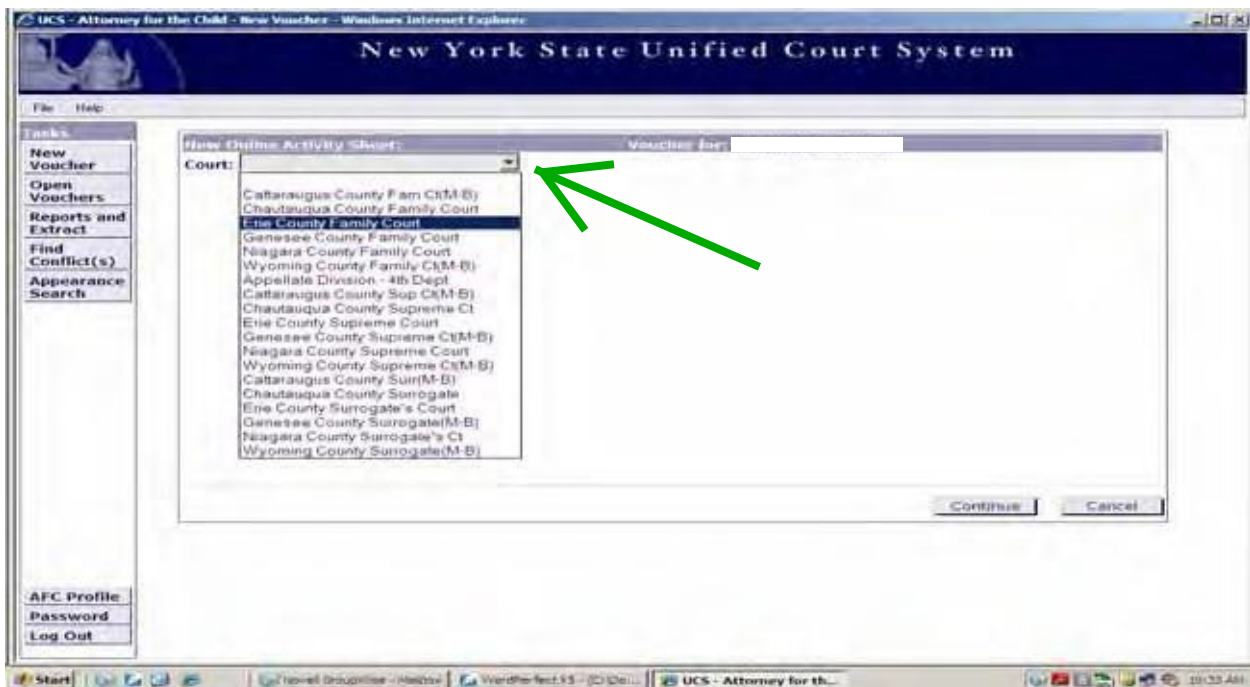 UCS - Attorney for the Child - New Voucher - Windows Internet Explorer
New York State Unified Court System
File Help
Tasks
New
Voucher
Open
Vouchers
Reports and
Extract
Find
Conflict(s)
Appearance
Search
New Online Activity Sheet: Voucher for:
Court:
Cattaraugus County Fam Ct(M-B)
Chautauqua County Family Court
Erie County Family Court
Genesee County Family Court
Niagara County Family Court
Wyoming County Family Ct(M-B)
Appellate Division - 4th Dept
Cattaraugus County Sup Ct(M-B)
Chautauqua County Supreme Ct
Erie County Supreme Court
Genesee County Supreme Ct(M-B)
Niagara County Supreme Court
Wyoming County Supreme Ct(M-B)
Cattaraugus County Surr(M-B)
Chautauqua County Surrogate
Erie County Surrogate's Court
Genesee County Surrogate(M-B)
Niagara County Surrogate's Ct
Wyoming County Surrogate(M-B)
Continue Cancel
AFC Profile
Password
Log Out
Start Novell GroupWise - Mailbox UCS - Attorney for th... 10:33 AM